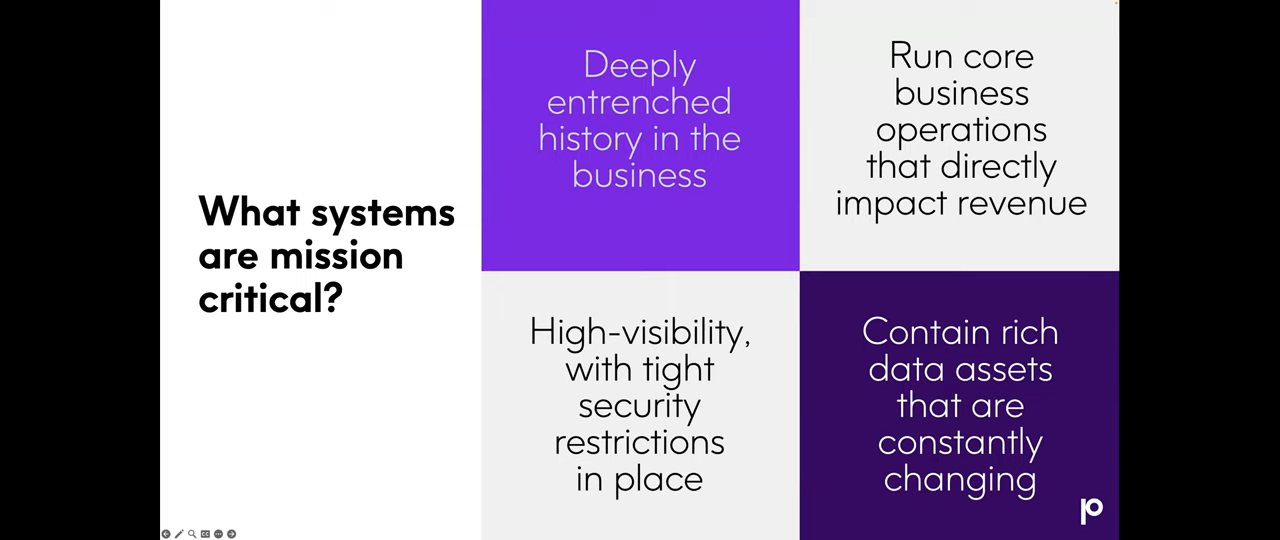 What systems
are mission
critical?
Deeply
entrenched
history in the
business
Run core
business
operations
that directly
impact revenue
High-visibility,
with tight
security
restrictions
in place
Contain rich
data assets
that are
constantly
changing